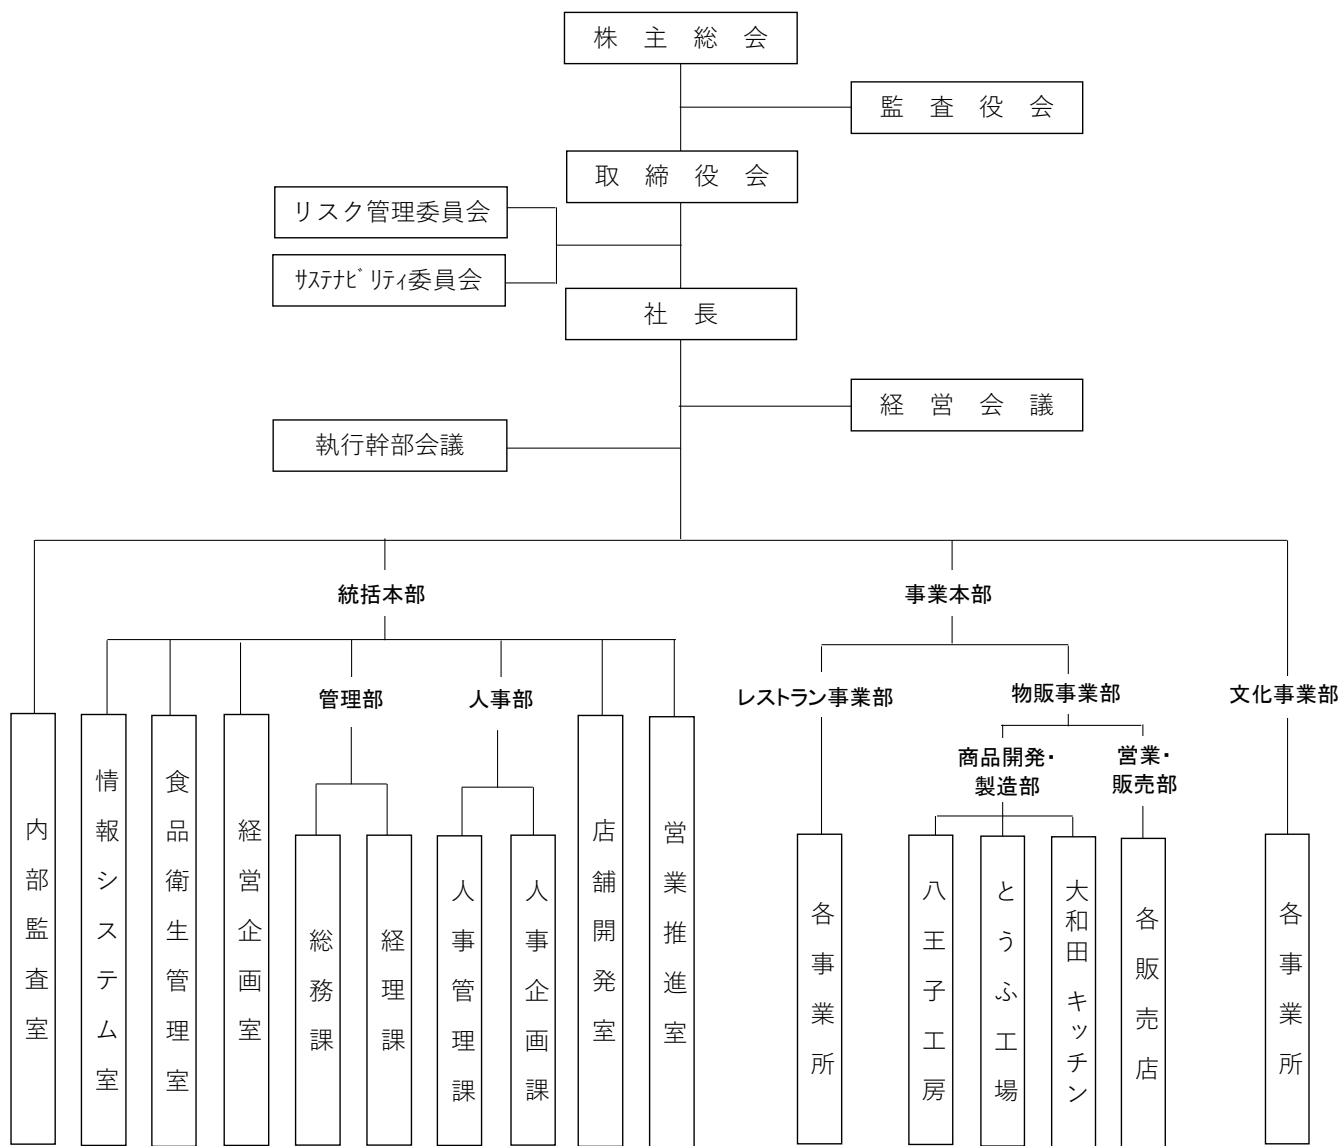 株主総会
監査役会
取締役会
リスク管理委員会
ｻｽﾃﾅﾋﾞﾘﾃｨ委員会
社長
経営会議
執行幹部会議
統括本部
事業本部
管理部
人事部
レストラン事業部
物販事業部
文化事業部
商品開発・
製造部
営業・
販売部
内部監査室
情報システム室
食品衛生管理室
経営企画室
総務課
経理課
人事管理課
人事企画課
店舗開発室
営業推進室
各事業所
八王子工房
とうふ工場
大和田キッチン
各販売店
各事業所